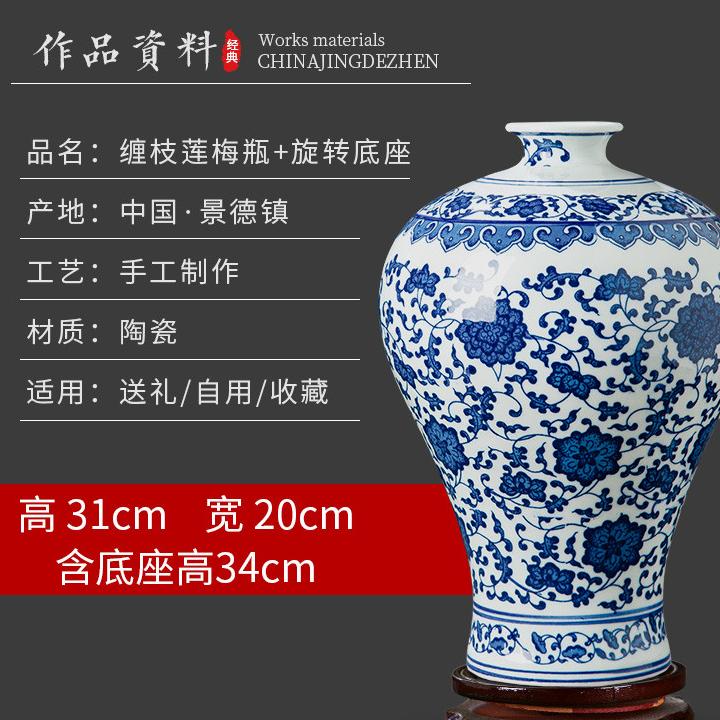 作品資料
经典
Works materials
CHINAJINGDEZHEN
品名：缠枝莲梅瓶+旋转底座
产地：中国·景德镇
工艺：手工制作
材质：陶瓷
适用：送礼/自用/收藏
高 31cm 宽 20cm
含底座高34cm